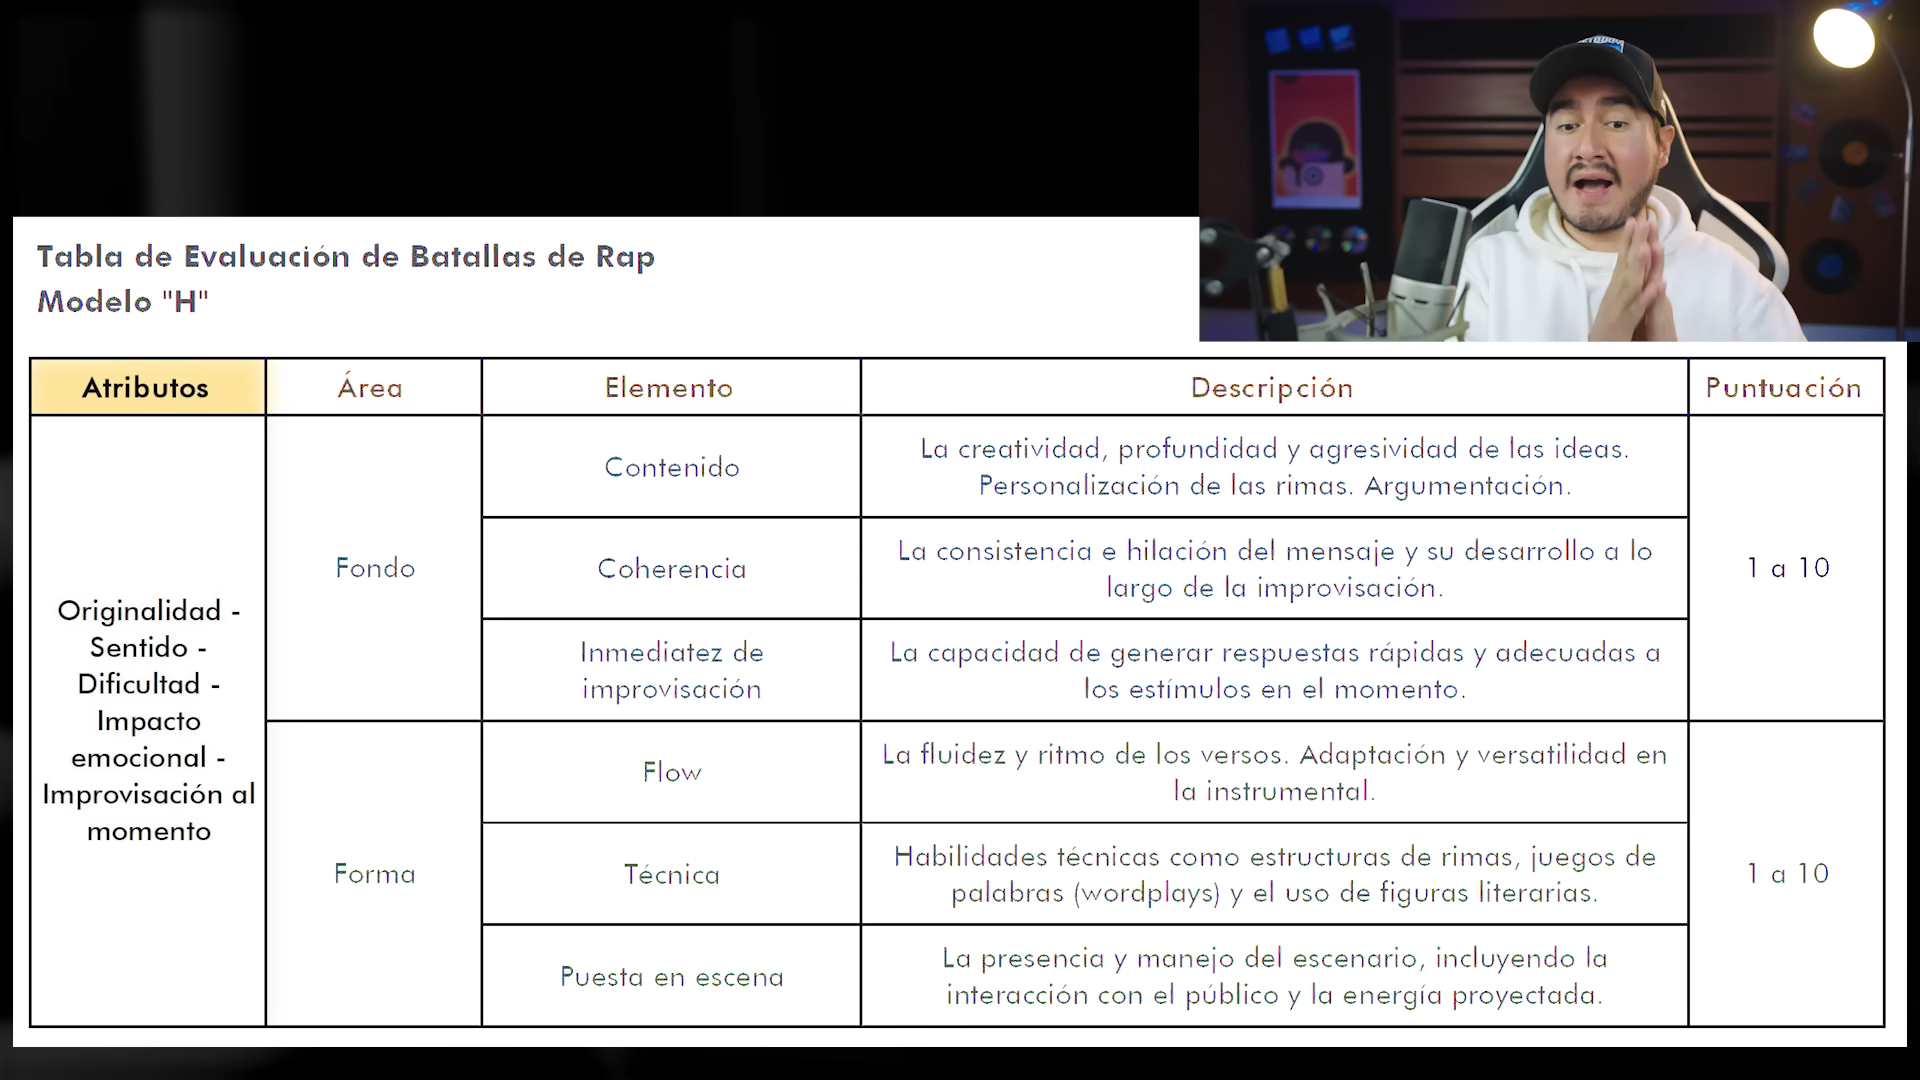 Tabla de Evaluación de Batallas de Rap
Modelo "H"
Atributos
Área
Elemento
Descripción
Puntuación
Originalidad -
Sentido -
Dificultad -
Impacto
emocional -
Improvisación al
momento
Fondo
Contenido
La creatividad, profundidad y agresividad de las ideas.
Personalización de las rimas. Argumentación.
1 a 10
Coherencia
La consistencia e hilación del mensaje y su desarrollo a lo
largo de la improvisación.
Inmediatez de
improvisación
La capacidad de generar respuestas rápidas y adecuadas a
los estímulos en el momento.
Forma
Flow
La fluidez y ritmo de los versos. Adaptación y versatilidad en
la instrumental.
1 a 10
Técnica
Habilidades técnicas como estructuras de rimas, juegos de
palabras (wordplays) y el uso de figuras literarias.
Puesta en escena
La presencia y manejo del escenario, incluyendo la
interacción con el público y la energía proyectada.